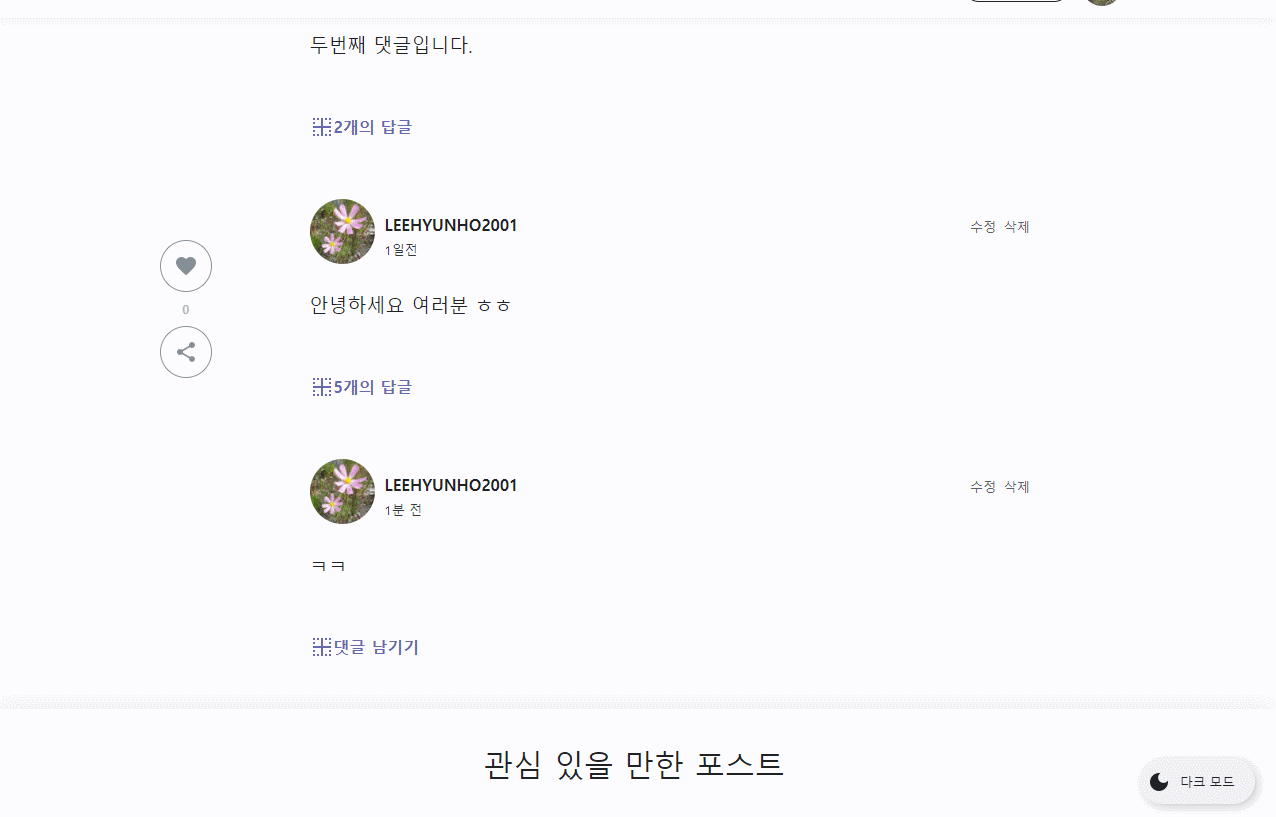 두번째 댓글입니다.
2개의 답글
LEEHYUNHO2001
수정 삭제
1일전
0
안녕하세요 여러분 ㅎㅎ
5개의 답글
LEEHYUNHO2001
수정 삭제
1분 전
ㅋㅋ
댓글 남기기
관심 있을 만한 포스트
다크 모드